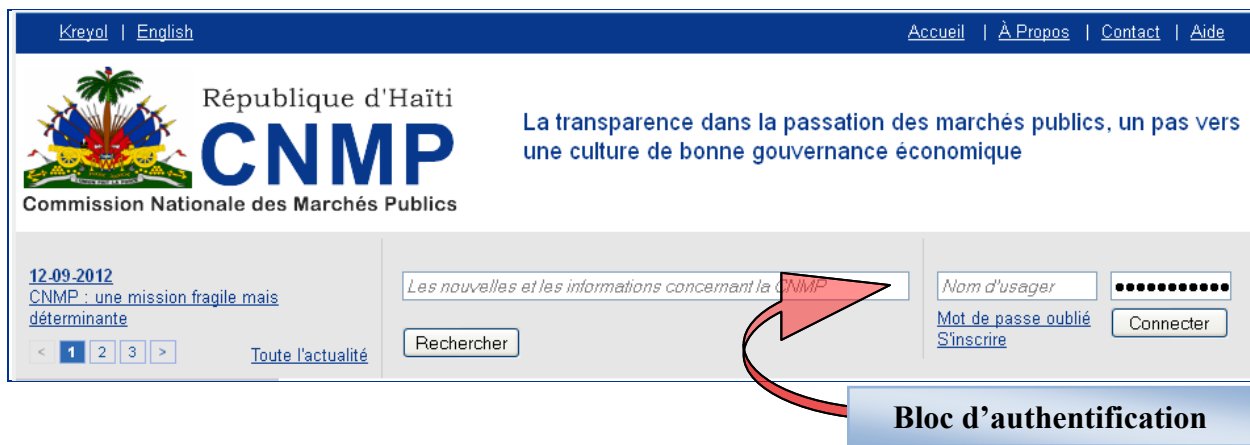 Kreyol | English
Accueil | À Propos | Contact | Aide
République d'Haïti
CNMP
Commission Nationale des Marchés Publics
La transparence dans la passation des marchés publics, un pas vers
une culture de bonne gouvernance économique
12-09-2012
CNMP : une mission fragile mais
déterminante
< 1 2 3 >
Toute l'actualité
Les nouvelles et les informations concernant la CNMP
Rechercher
Nom d'usager
Mot de passe oublié
S'inscrire
Connecter
Bloc d’authentification